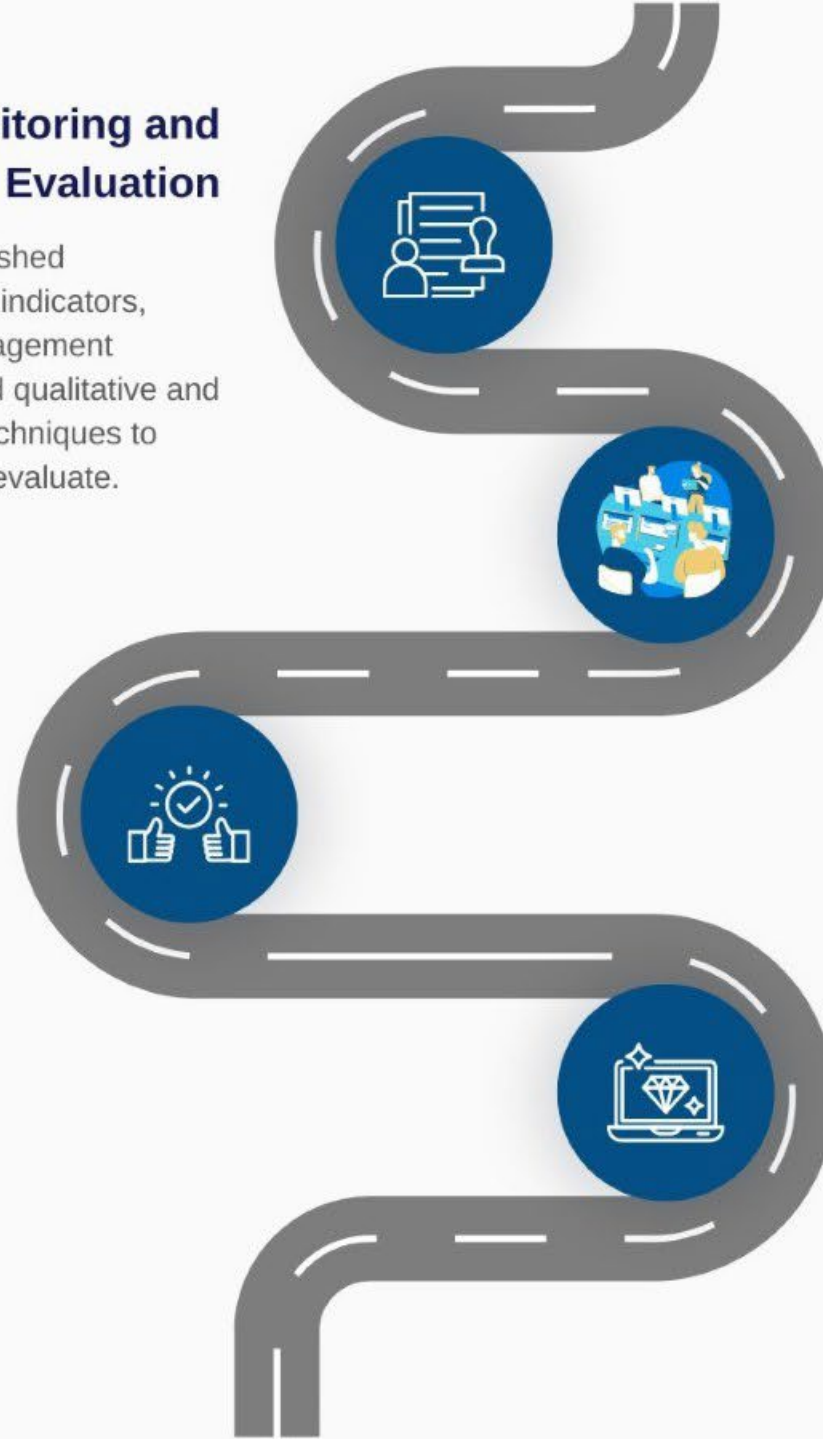 itoring and
Evaluation
shed
indicators,
agement
qualitative and
chniques to
evaluate.